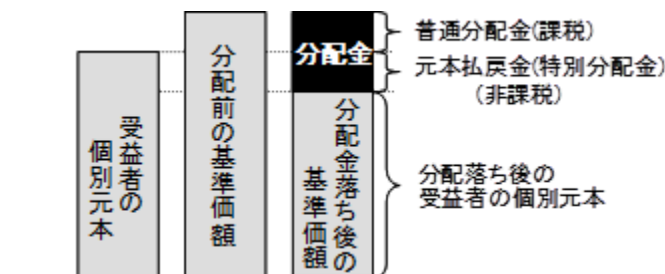 受益者の
個別元本
分配前の基準価額
分配金
分配金落ち後の
基準価額
普通分配金(課税)
元本払戻金(特別分配金)
(非課税)
分配落ち後の
受益者の個別元本